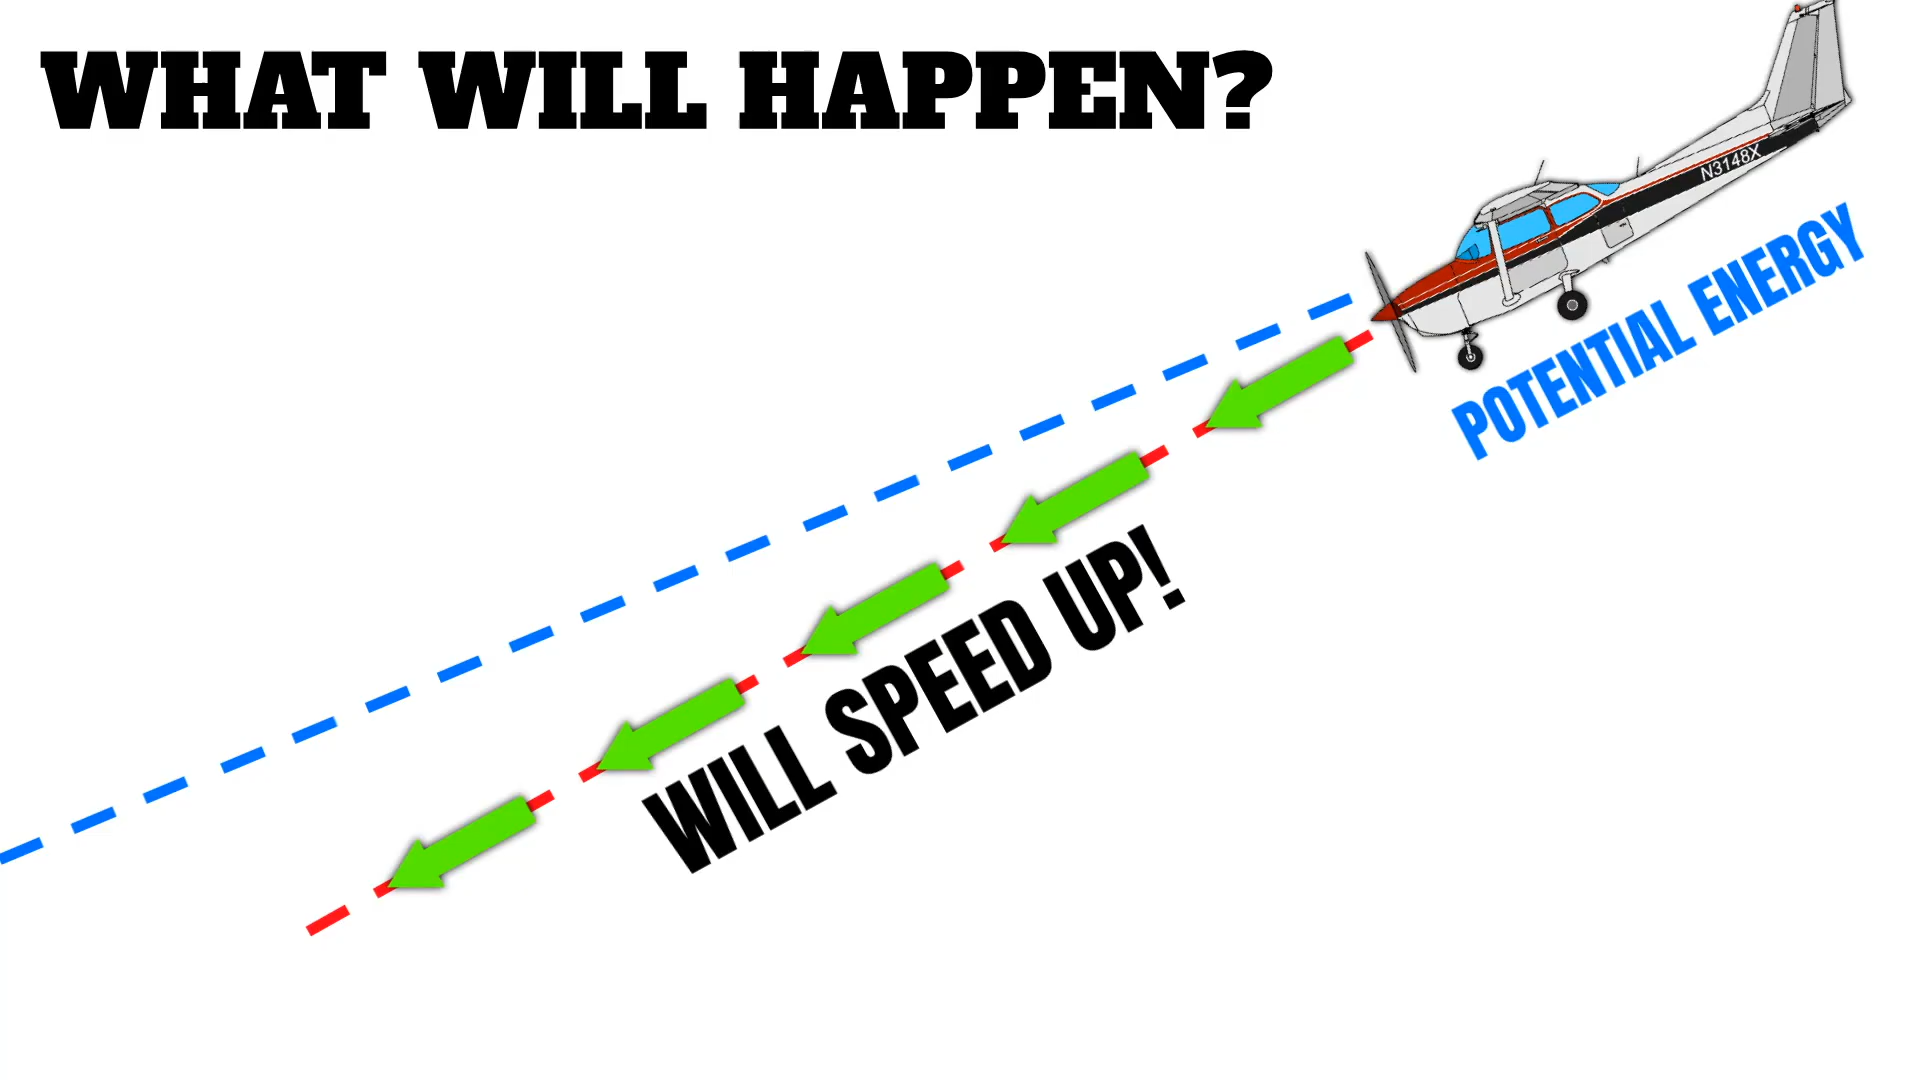 WHAT WILL HAPPEN?
N3148X
POTENTIAL ENERGY
WILL SPEED UP!